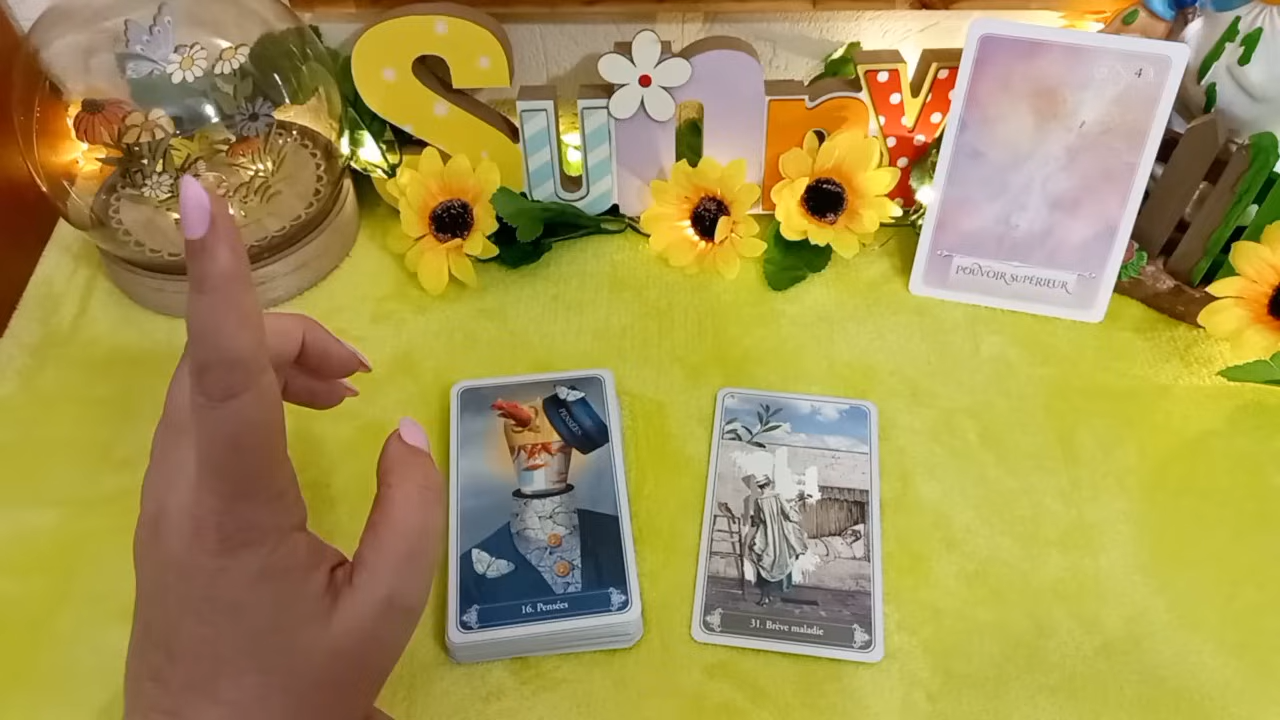 Sunny
4
POUVOIR SUPÉRIEUR
PENSÉES
16. Pensées
31. Brève maladie